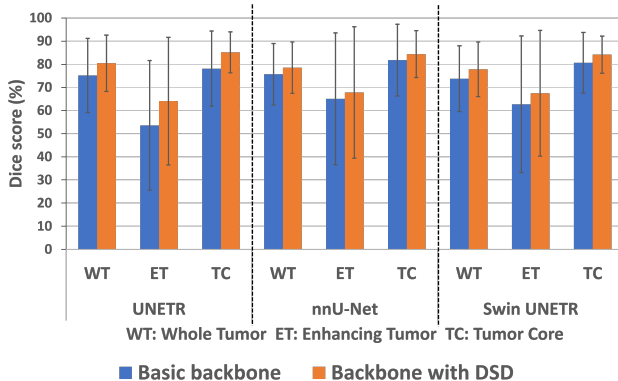 Dice score (%)
100
90
80
70
60
50
40
30
20
10
0
WT ET TC WT ET TC WT ET TC
UNETR nnU-Net Swin UNETR
WT: Whole Tumor ET: Enhancing Tumor TC: Tumor Core
Basic backbone Backbone with DSD